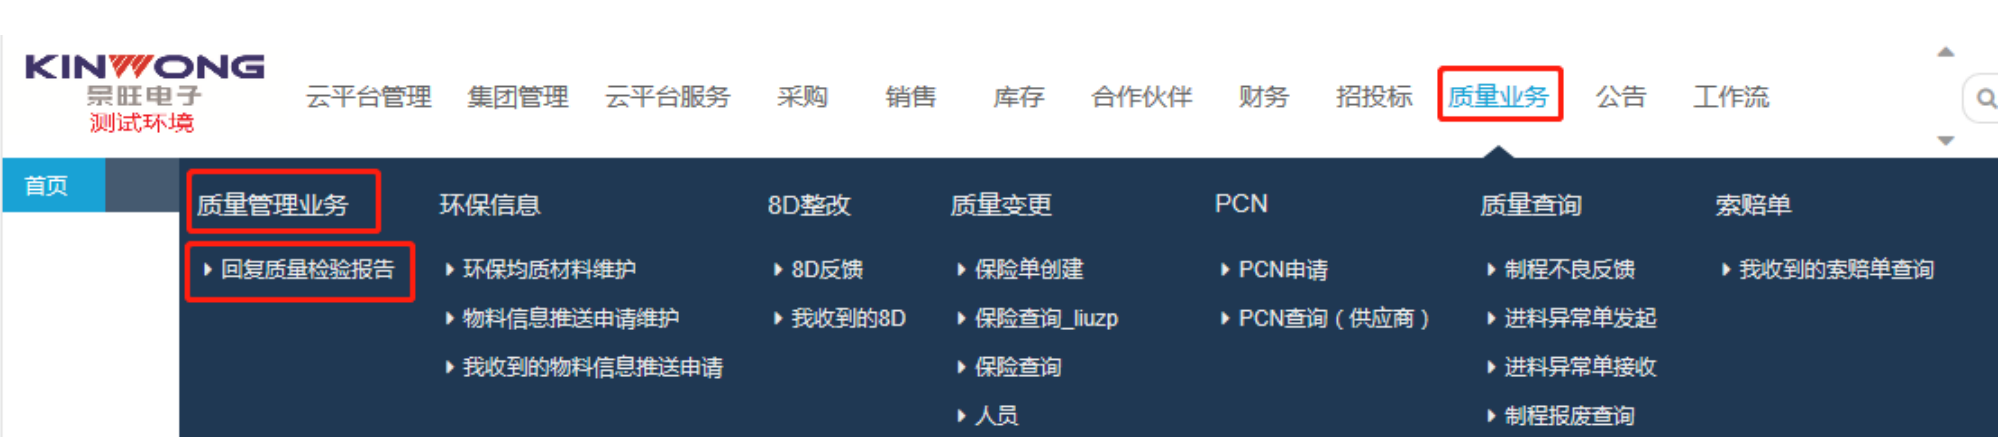 KINWONG
景旺电子
测试环境
云平台管理 集团管理 云平台服务 采购 销售 库存 合作伙伴 财务 招投标 质量业务 公告 工作流
首页
质量管理业务 环保信息 8D整改 质量变更 PCN 质量查询 索赔单
回复质量检验报告 环保均质材料维护 8D反馈 保险单创建 PCN申请 制程不良反馈 我收到的索赔单查询
物料信息推送申请维护 我收到的8D 保险查询_liuzp PCN查询（供应商） 进料异常单发起
我收到的物料信息推送申请 保险查询 进料异常单接收
人员 制程报废查询